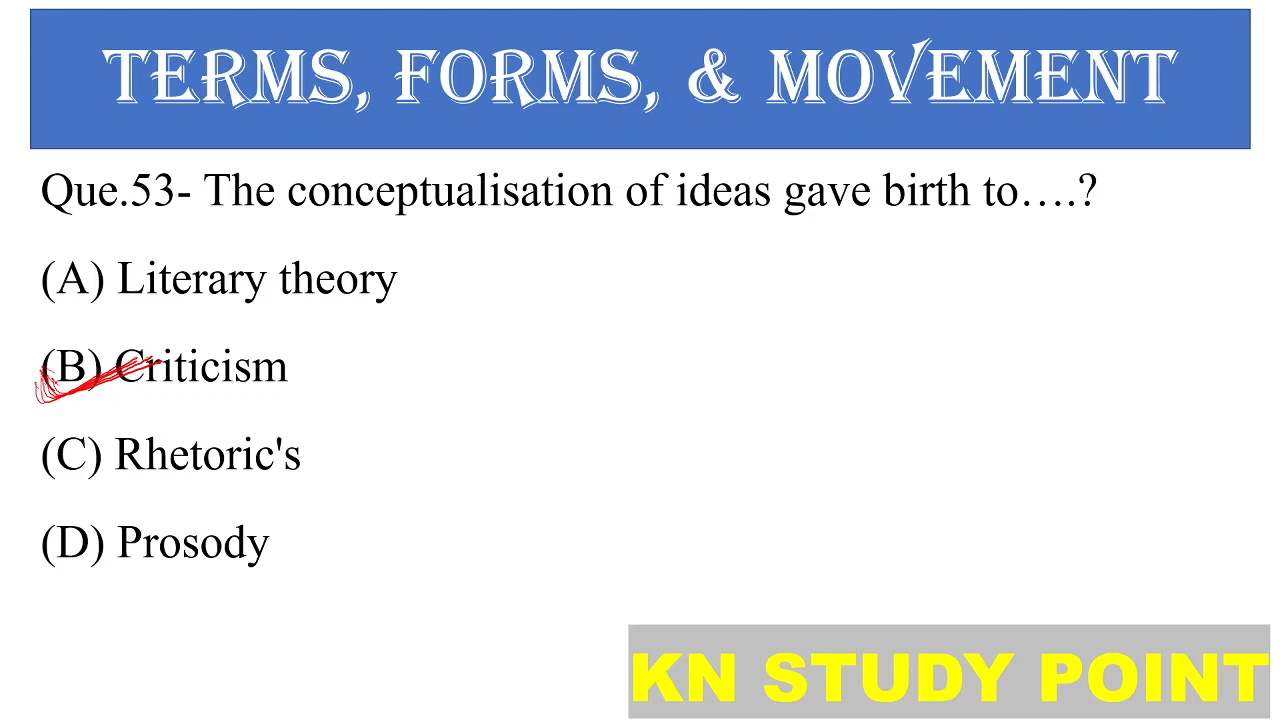 TERMS, FORMS, & MOVEMENT
Que.53- The conceptualisation of ideas gave birth to….?
(A) Literary theory
(B) Criticism
(C) Rhetoric's
(D) Prosody
KN STUDY POINT